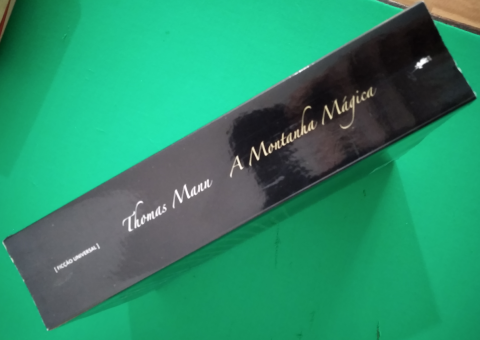 [ FICÇÃO UNIVERSAL ]
Thomas Mann
A Montanha Mágica